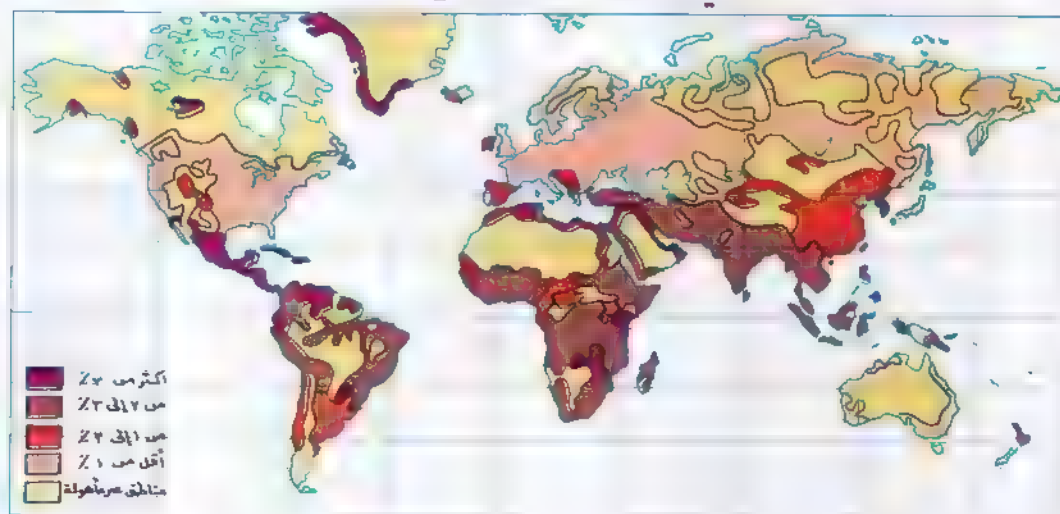 أكثر من ٣ ٪
من ٢ إلى ٣ ٪
من ١ إلى ٢ ٪
أقل من ١ ٪
مناطق غير مأهولة